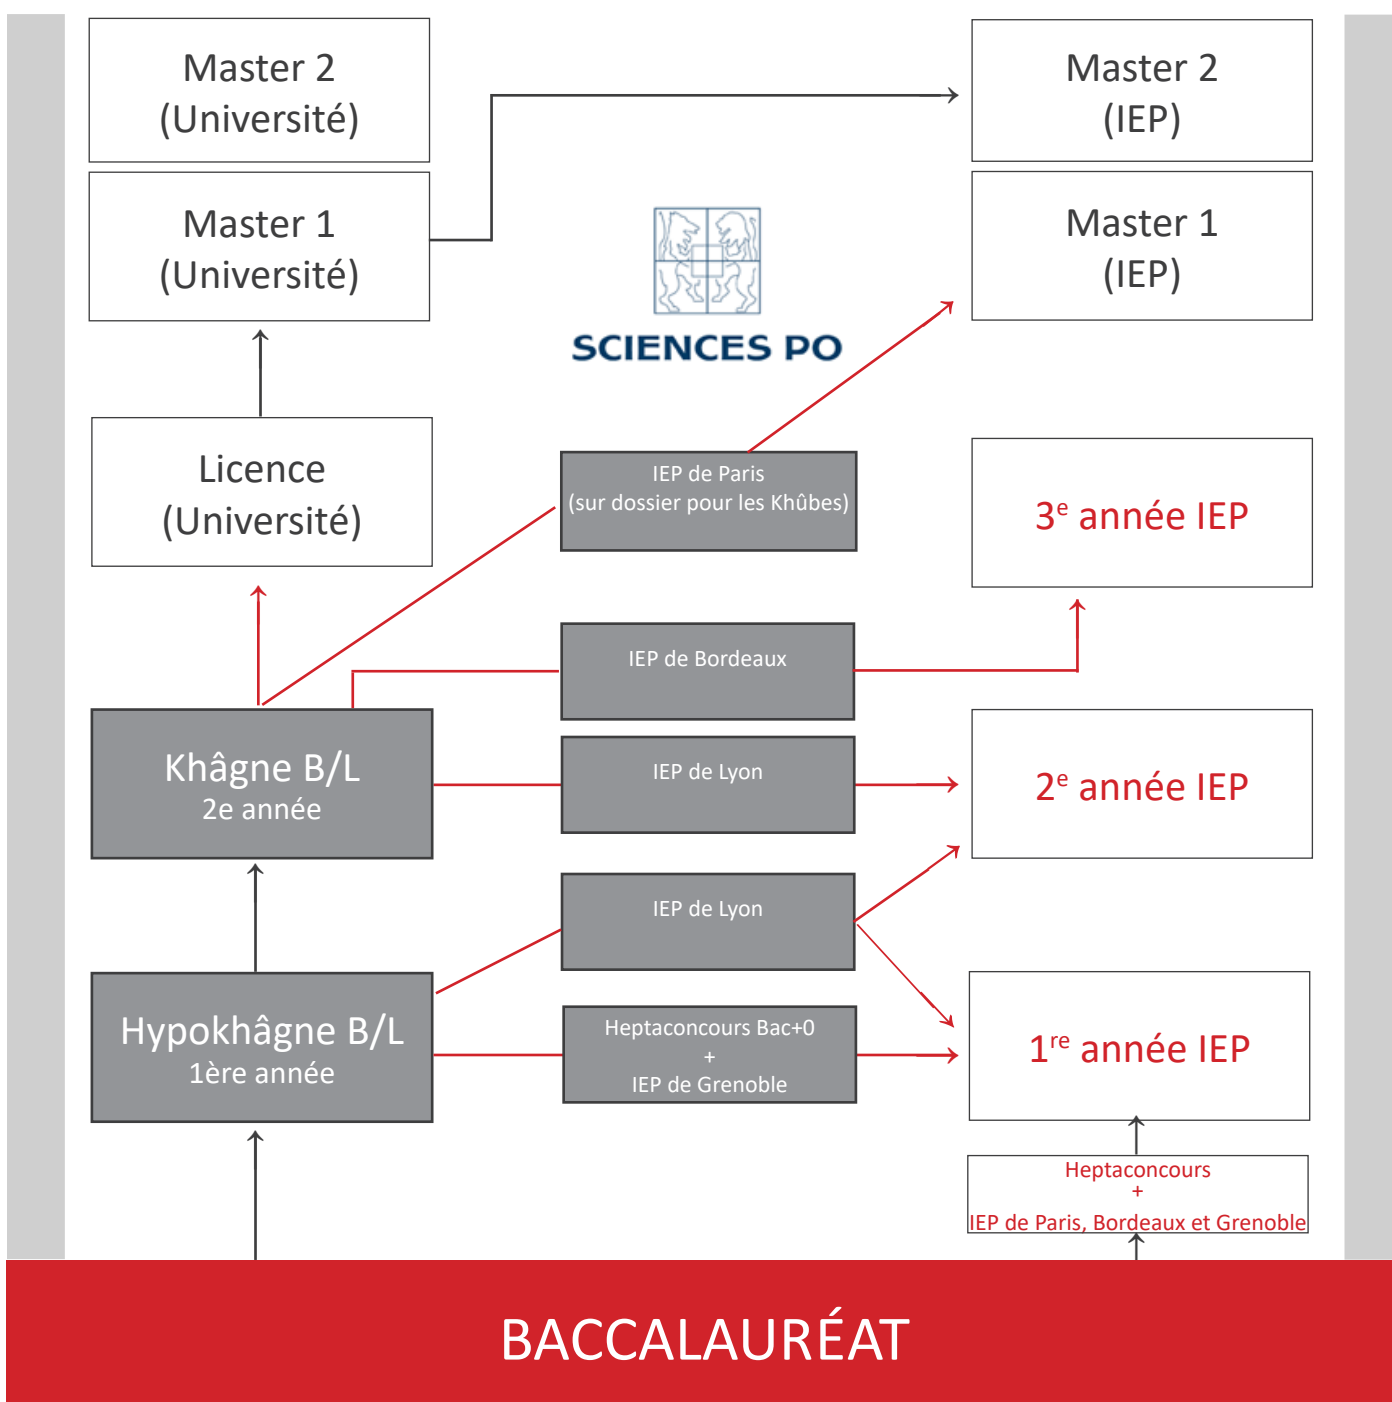 Master 2
(Université)
Master 2
(IEP)
Master 1
(Université)
Master 1
(IEP)
SCIENCES PO
Licence
(Université)
IEP de Paris
(sur dossier pour les Khûbes)
3e année IEP
IEP de Bordeaux
Khâgne B/L
2e année
IEP de Lyon
2e année IEP
IEP de Lyon
Hypokhâgne B/L
1ère année
Heptaconcours Bac+0
+
IEP de Grenoble
1re année IEP
Heptaconcours
+
IEP de Paris, Bordeaux et Grenoble
BACCALAURÉAT